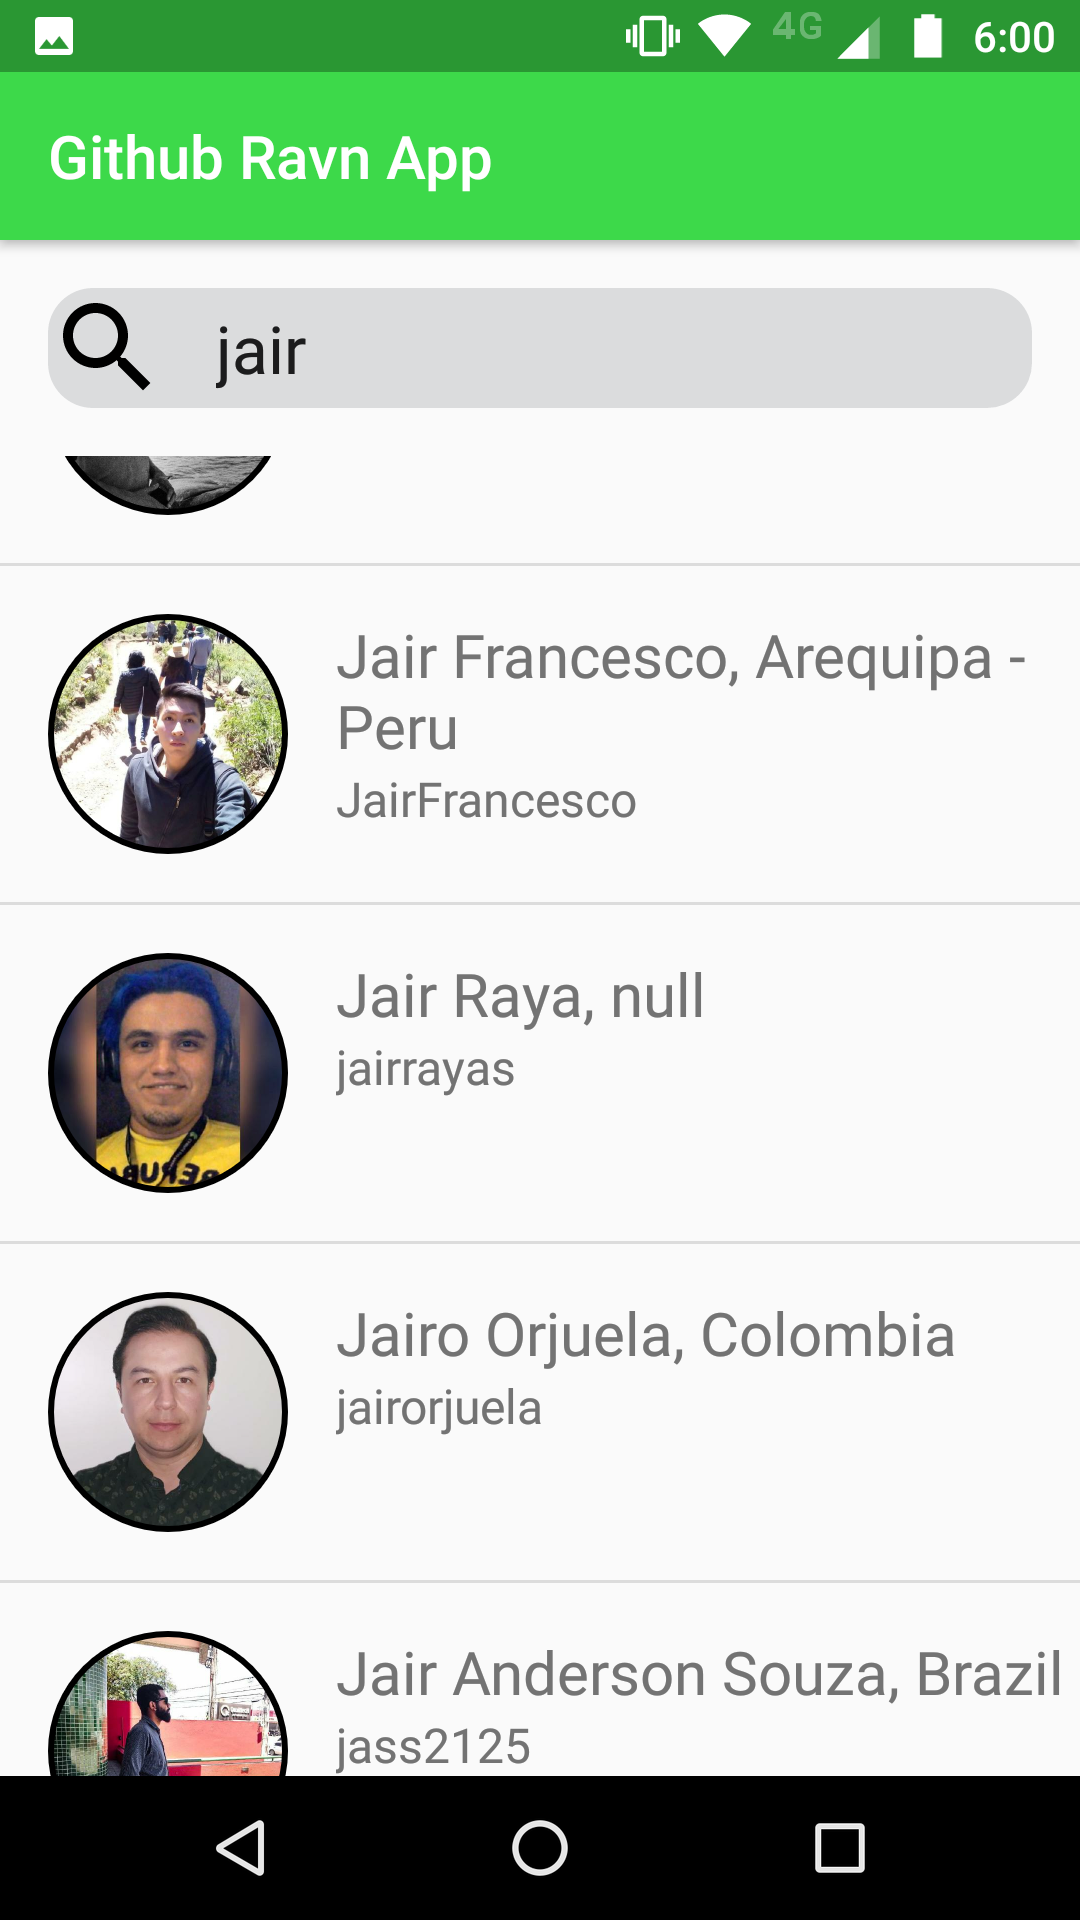 4G 6:00
Github Ravn App
jair
Jair Francesco, Arequipa -
Peru
JairFrancesco
Jair Raya, null
jairrayas
Jairo Orjuela, Colombia
jairorjuela
Jair Anderson Souza, Brazil
jass2125